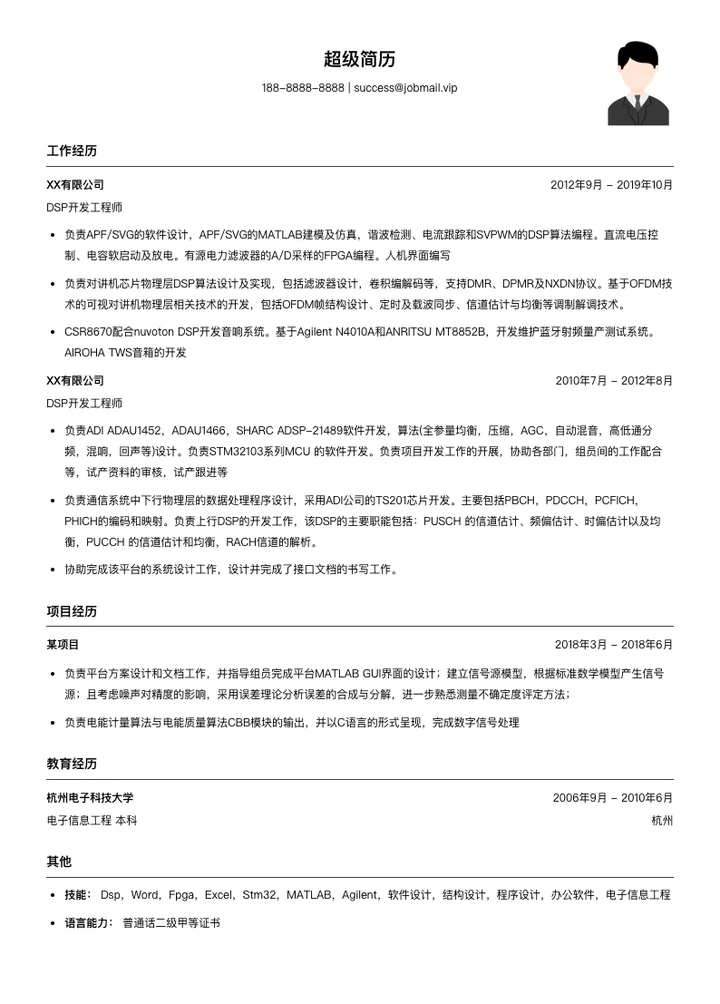 超级简历
188-8888-8888 | success@jobmail.vip
工作经历
XX有限公司 2012年9月 – 2019年10月
DSP开发工程师
• 负责APF/SVG的软件设计，APF/SVG的MATLAB建模及仿真，谐波检测、电流跟踪和SVPWM的DSP算法编程。直流电压控
制、电容软启动及放电。有源电力滤波器的A/D采样的FPGA编程。人机界面编写
• 负责对讲机芯片物理层DSP算法设计及实现，包括滤波器设计，卷积编解码等，支持DMR、DPMR及NXDN协议。基于OFDM技
术的可视对讲机物理层相关技术的开发，包括OFDM帧结构设计、定时及载波同步、信道估计与均衡等调制解调技术。
• CSR8670配合nuvoton DSP开发音响系统。基于Agilent N4010A和ANRITSU MT8852B，开发维护蓝牙射频量产测试系统。
AIROHA TWS音箱的开发
XX有限公司 2010年7月 – 2012年8月
DSP开发工程师
• 负责ADI ADAU1452，ADAU1466，SHARC ADSP-21489软件开发，算法(全参量均衡，压缩，AGC，自动混音，高低通分
频，混响，回声等)设计。负责STM32103系列MCU 的软件开发。负责项目开发工作的开展，协助各部门，组员间的工作配合
等，试产资料的审核，试产跟进等
• 负责通信系统中下行物理层的数据处理程序设计，采用ADI公司的TS201芯片开发。主要包括PBCH，PDCCH，PCFICH，
PHICH的编码和映射。负责上行DSP的开发工作，该DSP的主要职能包括：PUSCH 的信道估计、频偏估计、时偏估计以及均
衡，PUCCH 的信道估计和均衡，RACH信道的解析。
• 协助完成该平台的系统设计工作，设计并完成了接口文档的书写工作。
项目经历
某项目 2018年3月 – 2018年6月
• 负责平台方案设计和文档工作，并指导组员完成平台MATLAB GUI界面的设计；建立信号源模型，根据标准数学模型产生信号
源；且考虑噪声对精度的影响，采用误差理论分析误差的合成与分解，进一步熟悉测量不确定度评定方法；
• 负责电能计量算法与电能质量算法CBB模块的输出，并以C语言的形式呈现，完成数字信号处理
教育经历
杭州电子科技大学 2006年9月 – 2010年6月
电子信息工程 本科 杭州
其他
• 技能： Dsp，Word，Fpga，Excel，Stm32，MATLAB，Agilent，软件设计，结构设计，程序设计，办公软件，电子信息工程
• 语言能力： 普通话二级甲等证书